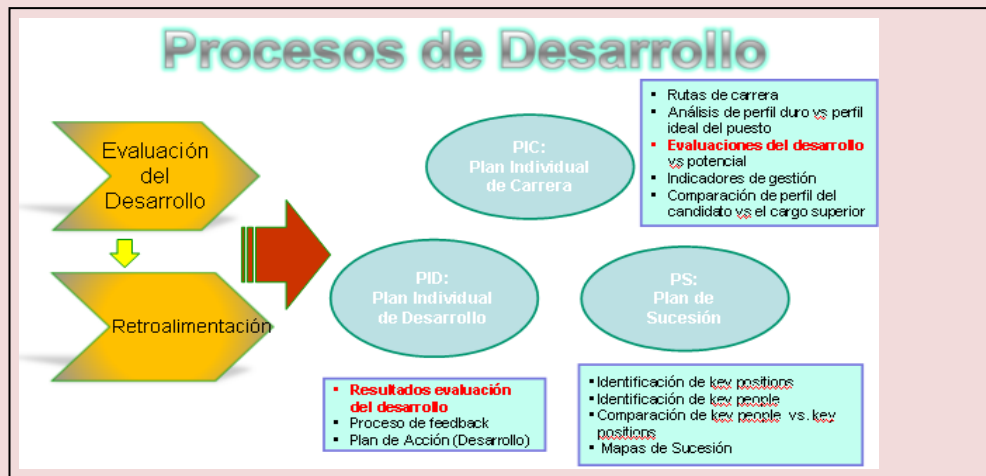 Procesos de Desarrollo
Evaluación
del
Desarrollo
Retroalimentación
PIC:
Plan Individual
de Carrera
▪ Rutas de carrera
▪ Análisis de perfil duro vs perfil
ideal del puesto
▪ Evaluaciones del desarrollo
vs potencial
▪ Indicadores de gestión
▪ Comparación de perfil del
candidato vs el cargo superior
PID:
Plan Individual
de Desarrollo
▪ Resultados evaluación
del desarrollo
▪ Proceso de feedback
▪ Plan de Acción (Desarrollo)
PS:
Plan de
Sucesión
▪Identificación de key positions
▪Identificación de key people
▪Comparación de key people vs. key
positions
▪ Mapas de Sucesión